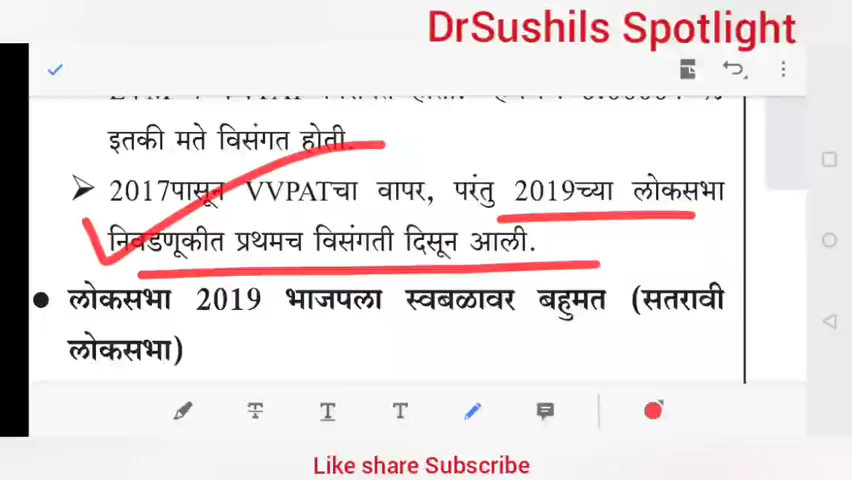 DrSushils Spotlight
इतकी मते विसंगत होती.
➤ 2017पासून VVPATचा वापर, परंतु 2019च्या लोकसभा
निवडणूकीत प्रथमच विसंगती दिसून आली.
● लोकसभा 2019 भाजपला स्वबळावर बहुमत (सतरावी
लोकसभा)
T T T
Like share Subscribe